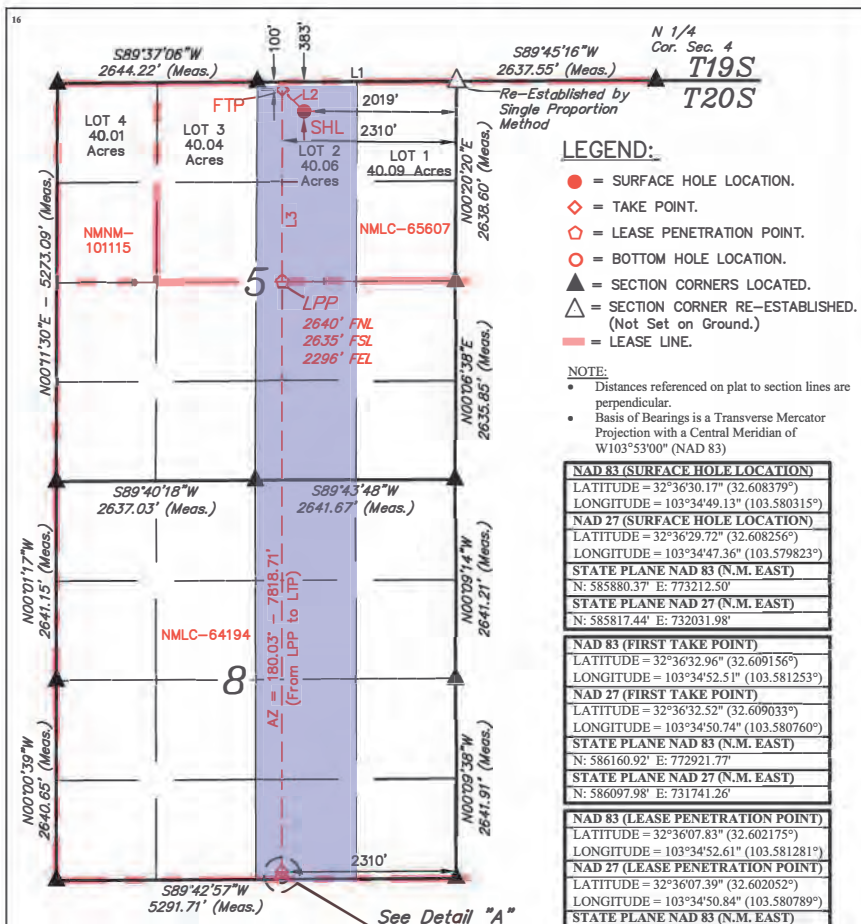 16
S89°37'06"W
2644.22' (Meas.)
100'
383'
L1
S89°45'16"W
2637.55' (Meas.)
N 1/4
Cor. Sec. 4
T19S
T20S
Re-Established by
Single Proportion
Method
FTP
L2
2019'
SHL
2310'
LOT 4
40.01
Acres
LOT 3
40.04
Acres
LOT 2
40.06
Acres
LOT 1
40.09 Acres
N00°11'30"E - 5273.09' (Meas.)
N00°20'20"E
2638.60' (Meas.)
NMNM-
101115
L3
NMLC-65607
5
LPP
2640' FNL
2635' FSL
2296' FEL
N00°06'38"E
2635.85' (Meas.)
S89°40'18"W
2637.03' (Meas.)
S89°43'48"W
2641.67' (Meas.)
N00°01'17"W
2641.15' (Meas.)
N00°09'14"W
2641.21' (Meas.)
NMLC-64194
AZ = 180.03° - 7818.71'
(From LPP to LTP)
8
N00°00'39"W
2640.65' (Meas.)
N00°09'38"W
2641.91' (Meas.)
2310'
S89°42'57"W
5291.71' (Meas.)
See Detail "A"
LEGEND:
= SURFACE HOLE LOCATION.
= TAKE POINT.
= LEASE PENETRATION POINT.
= BOTTOM HOLE LOCATION.
= SECTION CORNERS LOCATED.
= SECTION CORNER RE-ESTABLISHED.
(Not Set on Ground.)
= LEASE LINE.
NOTE:
• Distances referenced on plat to section lines are
perpendicular.
• Basis of Bearings is a Transverse Mercator
Projection with a Central Meridian of
W103°53'00" (NAD 83)
NAD 83 (SURFACE HOLE LOCATION)
LATITUDE = 32°36'30.17" (32.608379°)
LONGITUDE = 103°34'49.13" (103.580315°)
NAD 27 (SURFACE HOLE LOCATION)
LATITUDE = 32°36'29.72" (32.608256°)
LONGITUDE = 103°34'47.36" (103.579823°)
STATE PLANE NAD 83 (N.M. EAST)
N: 585880.37' E: 773212.50'
STATE PLANE NAD 27 (N.M. EAST)
N: 585817.44' E: 732031.98'
NAD 83 (FIRST TAKE POINT)
LATITUDE = 32°36'32.96" (32.609156°)
LONGITUDE = 103°34'52.51" (103.581253°)
NAD 27 (FIRST TAKE POINT)
LATITUDE = 32°36'32.52" (32.609033°)
LONGITUDE = 103°34'50.74" (103.580760°)
STATE PLANE NAD 83 (N.M. EAST)
N: 586160.92' E: 772921.77'
STATE PLANE NAD 27 (N.M. EAST)
N: 586097.98' E: 731741.26'
NAD 83 (LEASE PENETRATION POINT)
LATITUDE = 32°36'07.83" (32.602175°)
LONGITUDE = 103°34'52.61" (103.581281°)
NAD 27 (LEASE PENETRATION POINT)
LATITUDE = 32°36'07.39" (32.602052°)
LONGITUDE = 103°34'50.84" (103.580789°)
STATE PLANE NAD 83 (N.M. EAST)